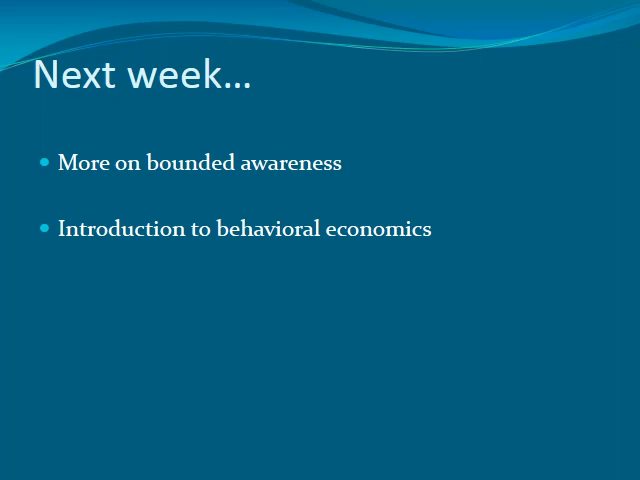 Next week...
More on bounded awareness
Introduction to behavioral economics